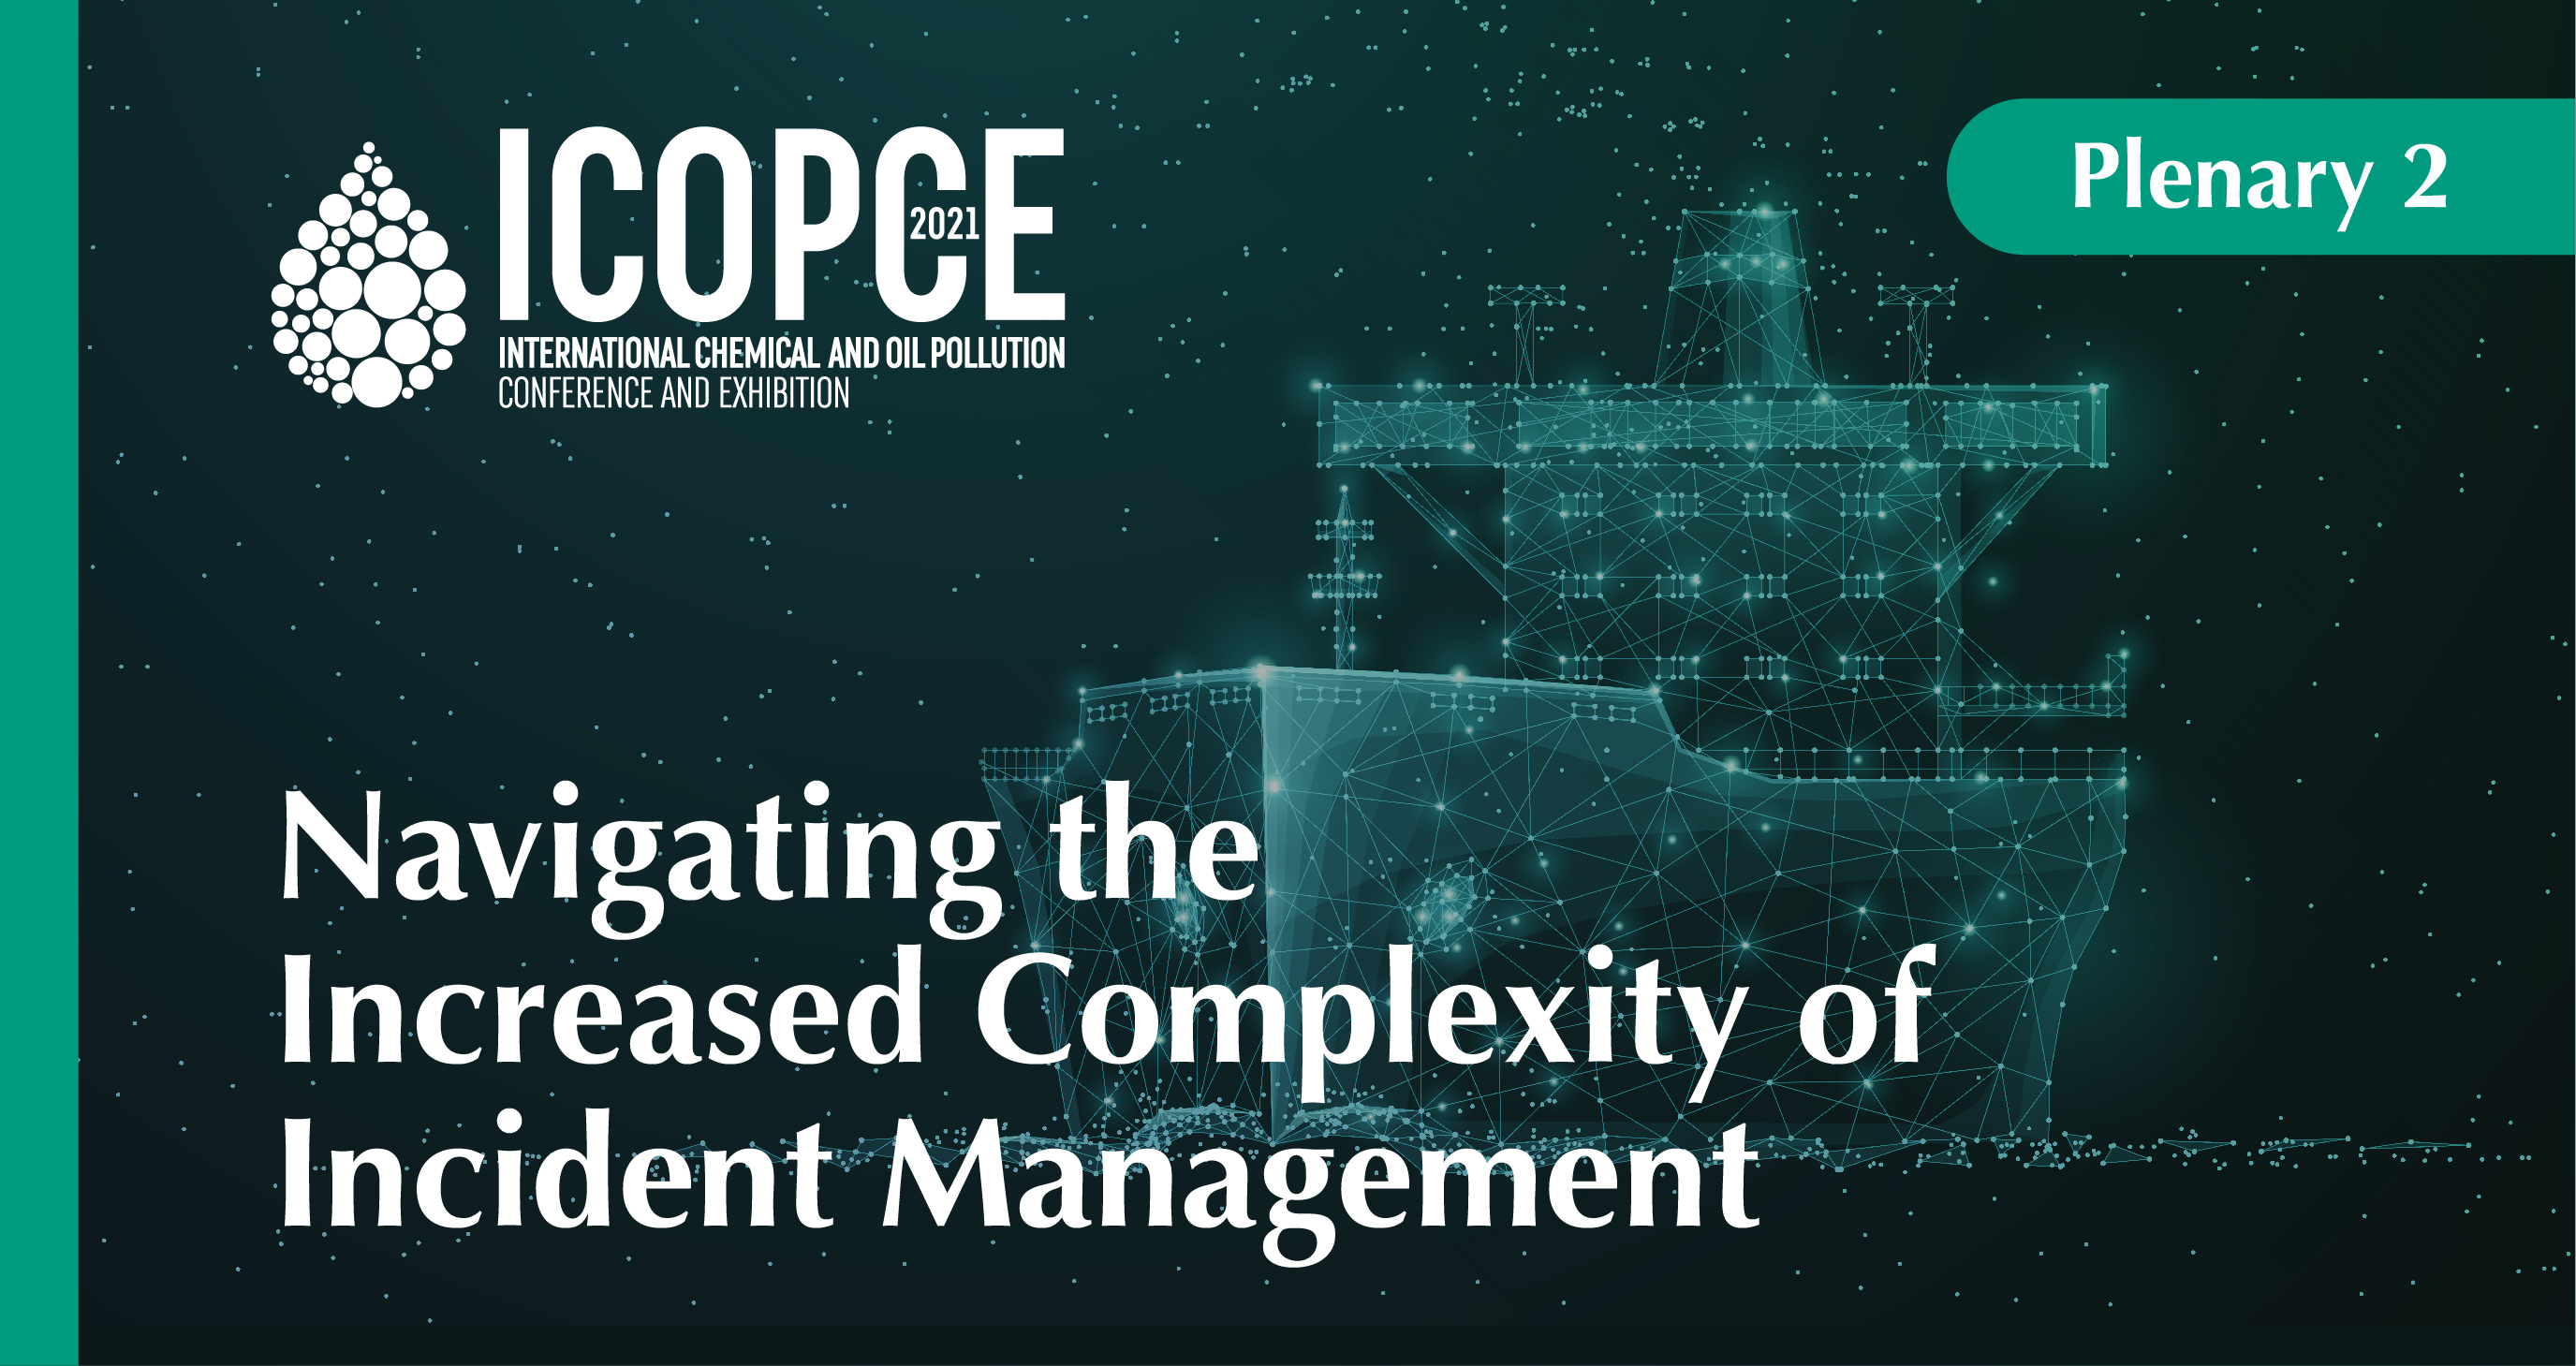 ICOPCE
2021
INTERNATIONAL CHEMICAL AND OIL POLLUTION
CONFERENCE AND EXHIBITION
Plenary 2
Navigating the
Increased Complexity of
Incident Management